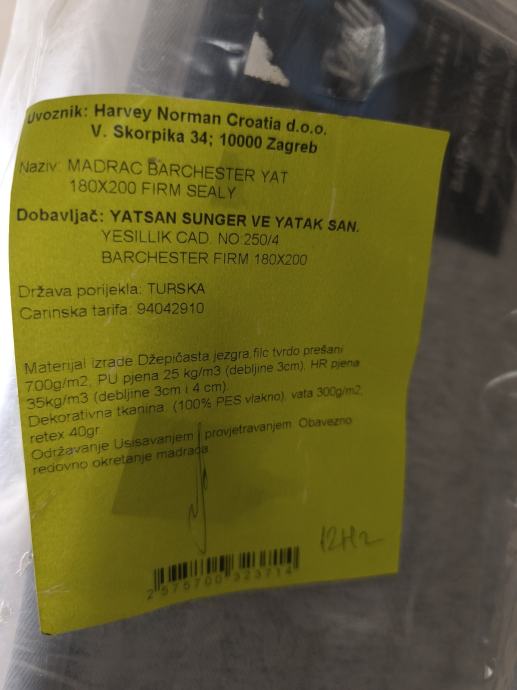 Uvoznik: Harvey Norman Croatia d.o.o.
V. Skorpika 34; 10000 Zagreb
Naziv: MADRAC BARCHESTER YAT
180X200 FIRM SEALY
Dobavljač: YATSAN SUNGER VE YATAK SAN.
YESILLIK CAD. NO:250/4
BARCHESTER FIRM 180X200
Država porijekla: TURSKA
Carinska tarifa: 94042910
Materijal izrade Džepičasta jezgra,filc tvrdo prešani
700g/m2, PU pjena 25 kg/m3 (debljine 3cm), HR pjena
35kg/m3 (debljine 3cm i 4 cm).
Dekorativna tkanina. (100% PES vlakno), vata 300g/m2,
retex 40gr
Održavanje Usisavanjem i provjetravanjem. Obavezno
redovno okretanje madraca
12H2
2575700323714